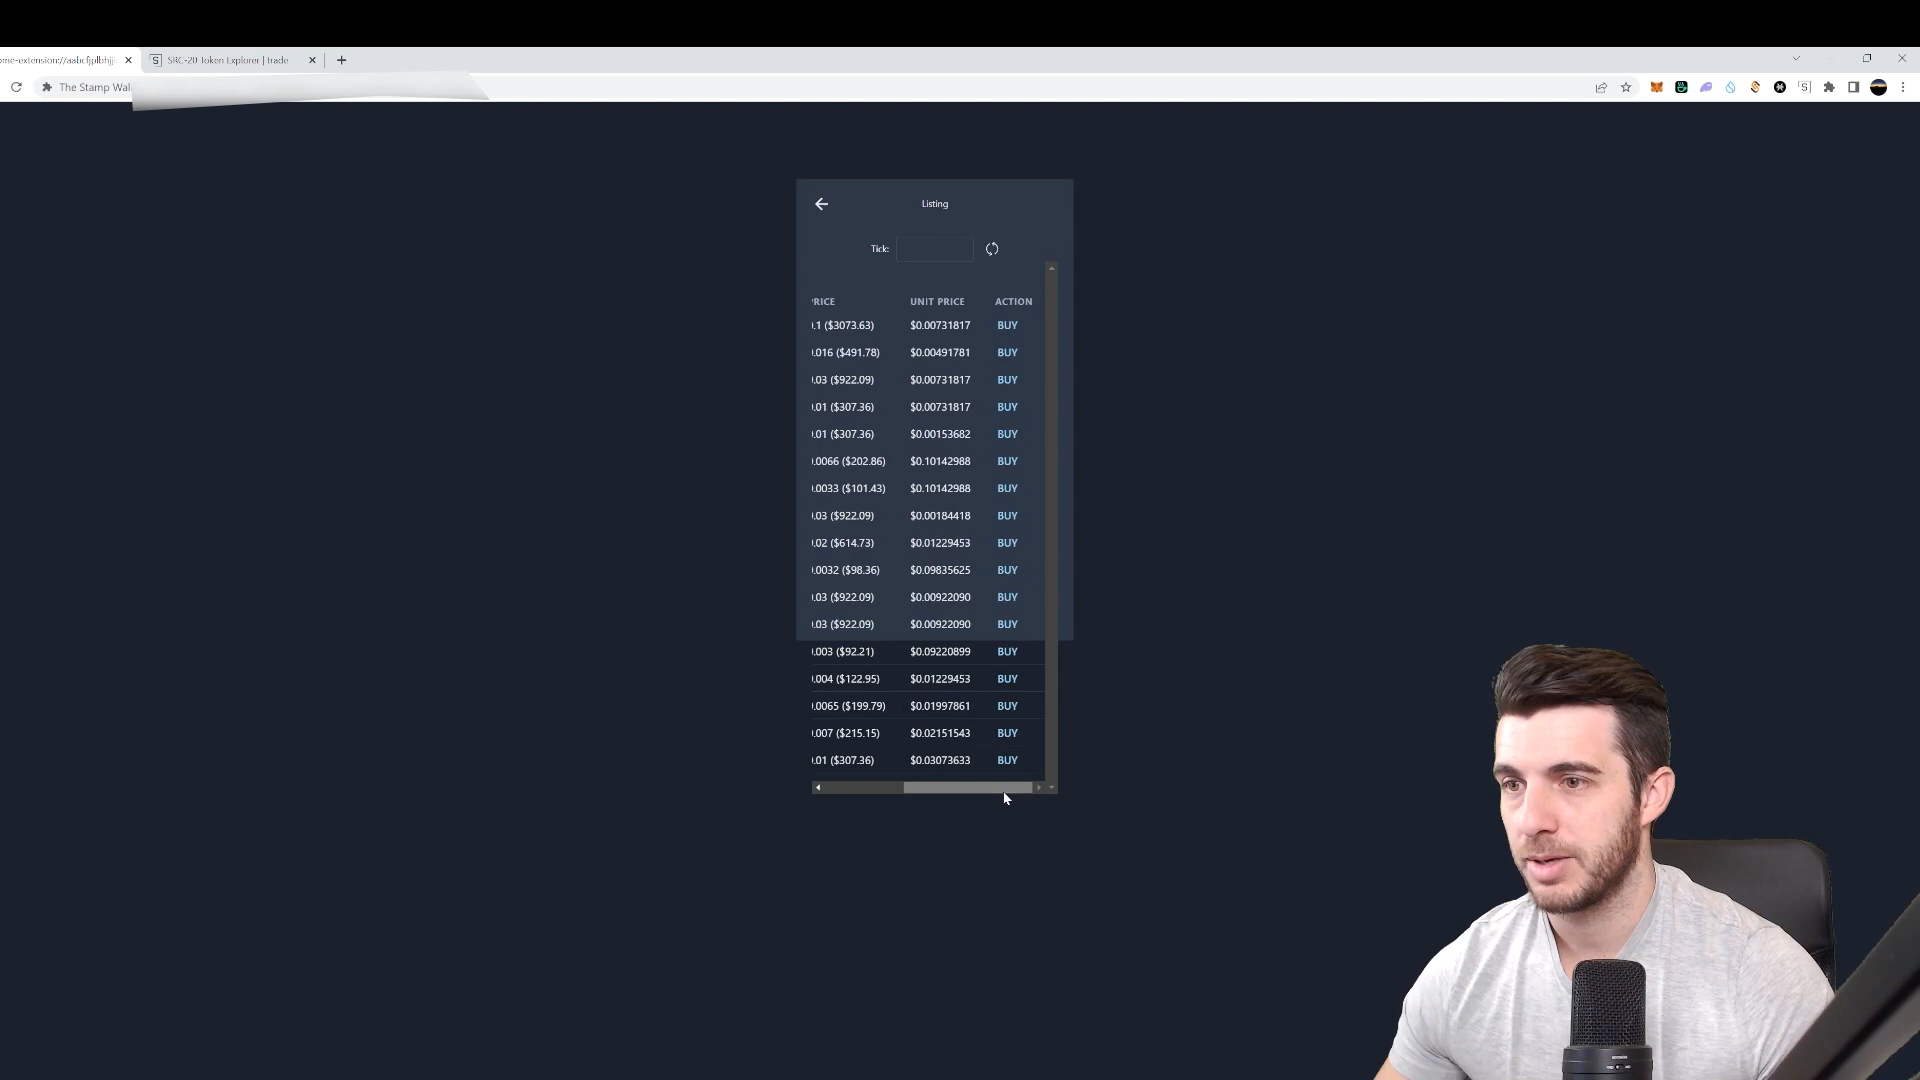 ome-extension://aabcfjplbhjj
SRC-20 Token Explorer | trade
The Stamp Wal
Listing
Tick:
RICE UNIT PRICE ACTION
.1 ($3073.63) $0.00731817 BUY
.016 ($491.78) $0.00491781 BUY
.03 ($922.09) $0.00731817 BUY
.01 ($307.36) $0.00731817 BUY
.01 ($307.36) $0.00153682 BUY
.0066 ($202.86) $0.10142988 BUY
.0033 ($101.43) $0.10142988 BUY
.03 ($922.09) $0.00184418 BUY
.02 ($614.73) $0.01229453 BUY
.0032 ($98.36) $0.09835625 BUY
.03 ($922.09) $0.00922090 BUY
.03 ($922.09) $0.00922090 BUY
.003 ($92.21) $0.09220899 BUY
.004 ($122.95) $0.01229453 BUY
.0065 ($199.79) $0.01997861 BUY
.007 ($215.15) $0.02151543 BUY
.01 ($307.36) $0.03073633 BUY